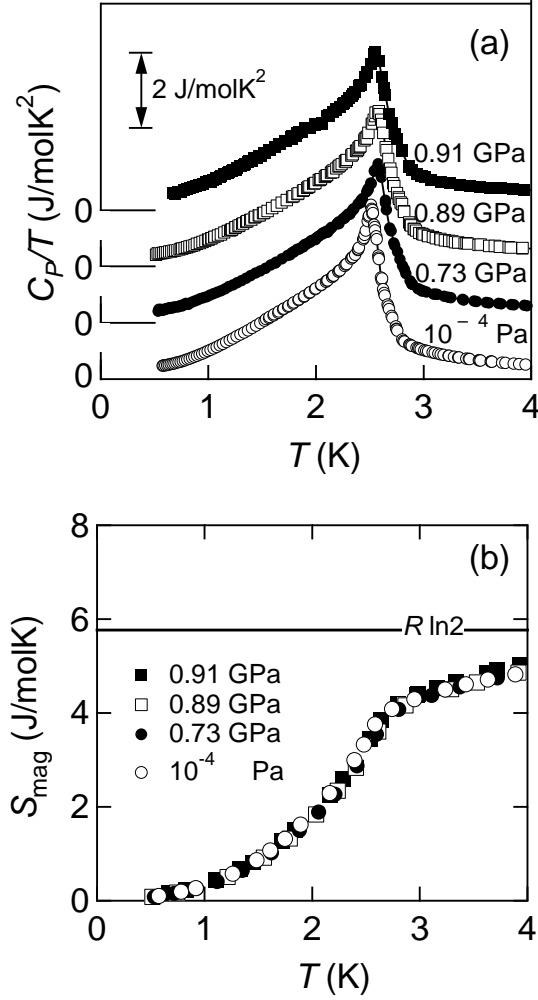 (a)
2 J/molK²
0.91 GPa
0.89 GPa
0.73 GPa
10⁻⁴ Pa
C_P/T (J/molK²)
0
0
0
0
0 1 2 3 4
T (K)
(b)
8
6
4
2
0
R ln2
0.91 GPa
0.89 GPa
0.73 GPa
10⁻⁴ Pa
S_mag (J/molK)
0 1 2 3 4
T (K)